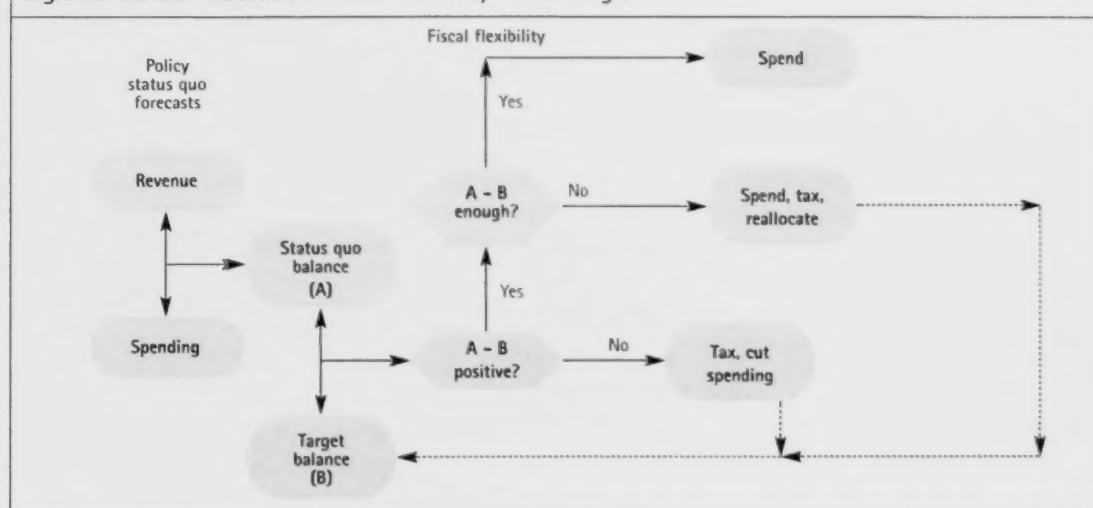 Fiscal flexibility
Spend
Policy
status quo
forecasts
Yes
Revenue
A – B
enough?
No
Spend, tax,
reallocate
Status quo
balance
(A)
Yes
Spending
A – B
positive?
No
Tax, cut
spending
Target
balance
(B)